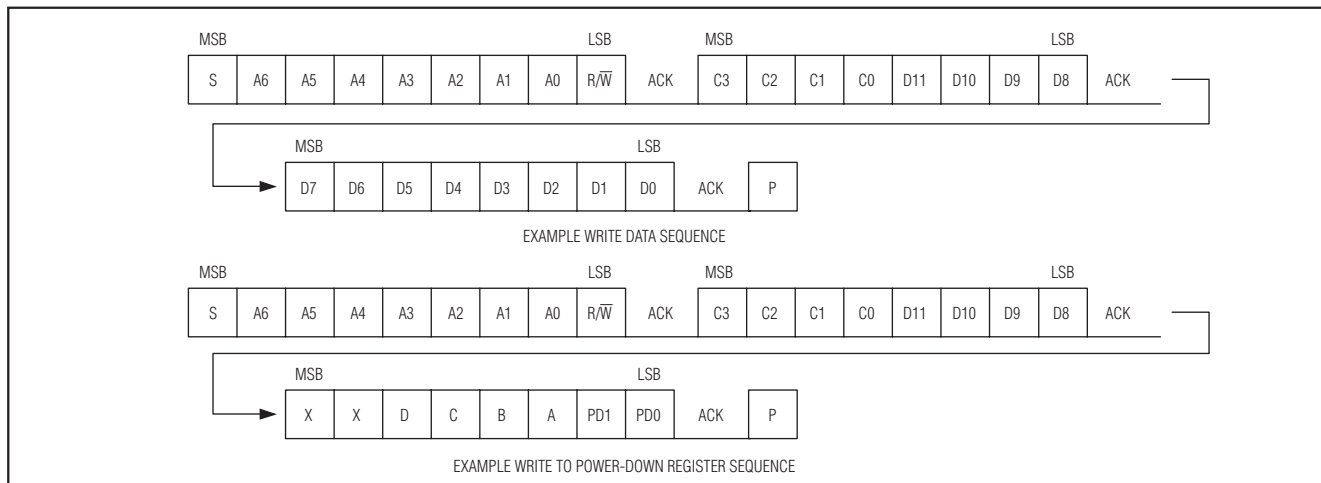 MSB LSB MSB LSB
S A6 A5 A4 A3 A2 A1 A0 R/W̅ ACK C3 C2 C1 C0 D11 D10 D9 D8 ACK
MSB LSB
D7 D6 D5 D4 D3 D2 D1 D0 ACK P
EXAMPLE WRITE DATA SEQUENCE
MSB LSB MSB LSB
S A6 A5 A4 A3 A2 A1 A0 R/W̅ ACK C3 C2 C1 C0 D11 D10 D9 D8 ACK
MSB LSB
X X D C B A PD1 PD0 ACK P
EXAMPLE WRITE TO POWER-DOWN REGISTER SEQUENCE